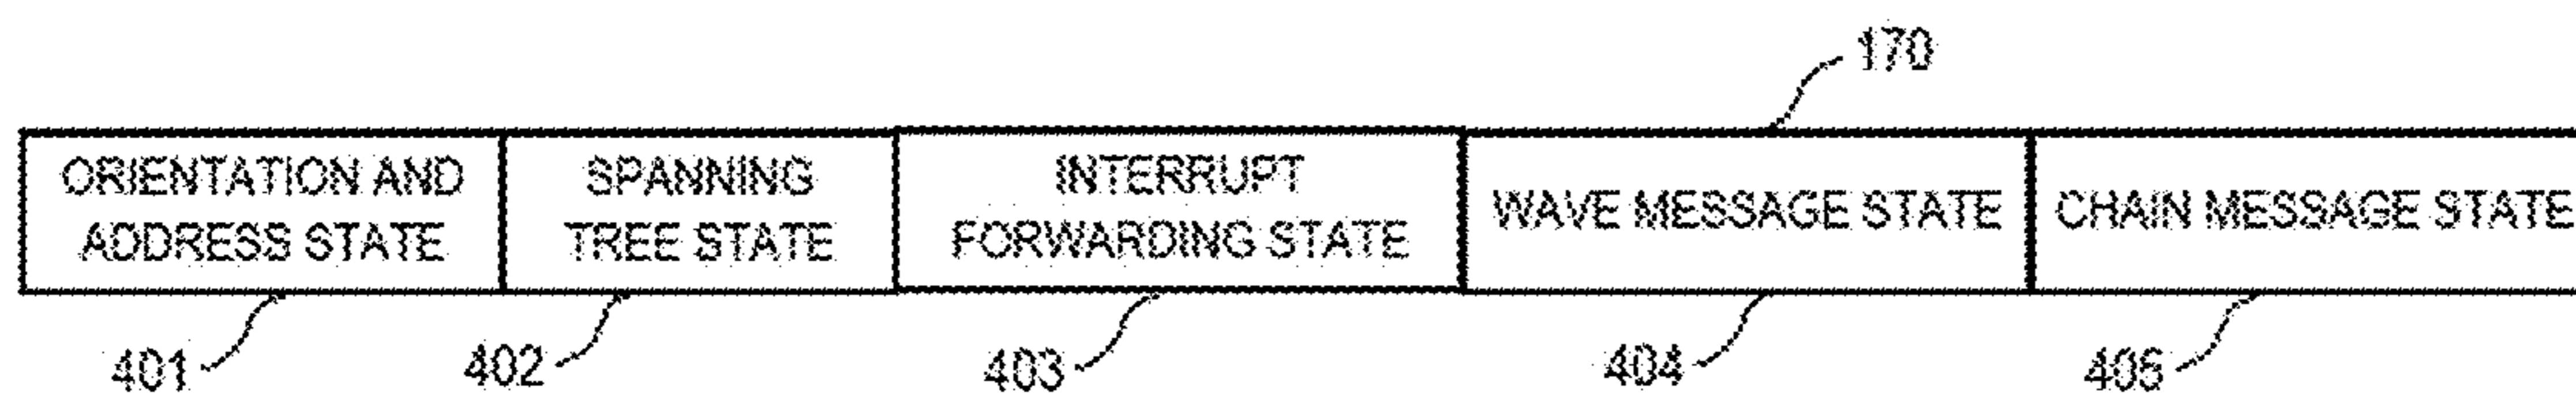 170
ORIENTATION AND
ADDRESS STATE
SPANNING
TREE STATE
INTERRUPT
FORWARDING STATE
WAVE MESSAGE STATE
CHAIN MESSAGE STATE
401
402
403
404
405